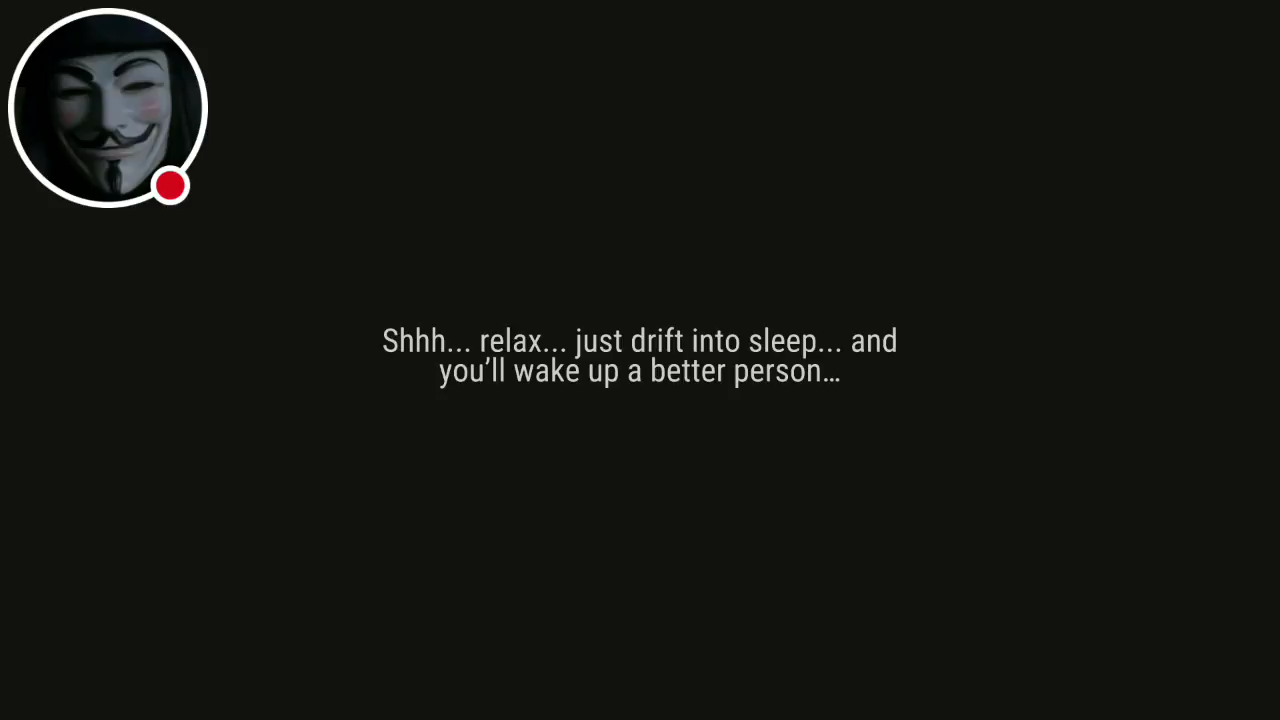 Shhh... relax... just drift into sleep... and
you’ll wake up a better person…